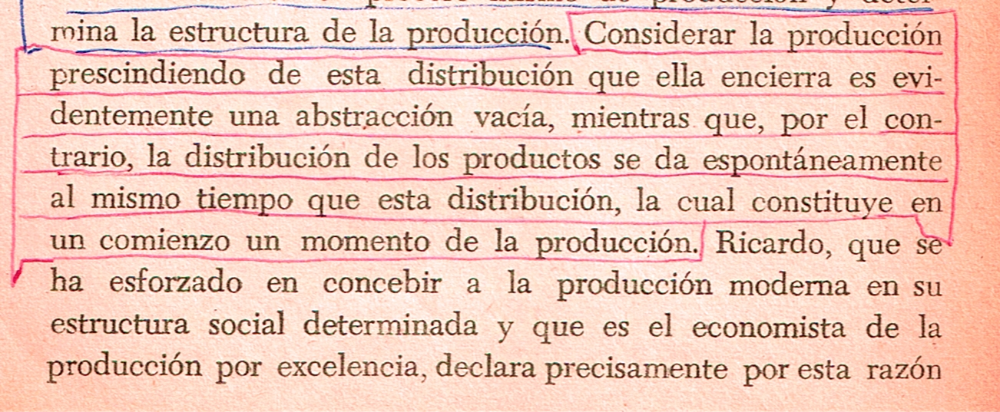 mina la estructura de la producción. Considerar la producción
prescindiendo de esta distribución que ella encierra es evi-
dentemente una abstracción vacía, mientras que, por el con-
trario, la distribución de los productos se da espontáneamente
al mismo tiempo que esta distribución, la cual constituye en
un comienzo un momento de la producción. Ricardo, que se
ha esforzado en concebir a la producción moderna en su
estructura social determinada y que es el economista de la
producción por excelencia, declara precisamente por esta razón